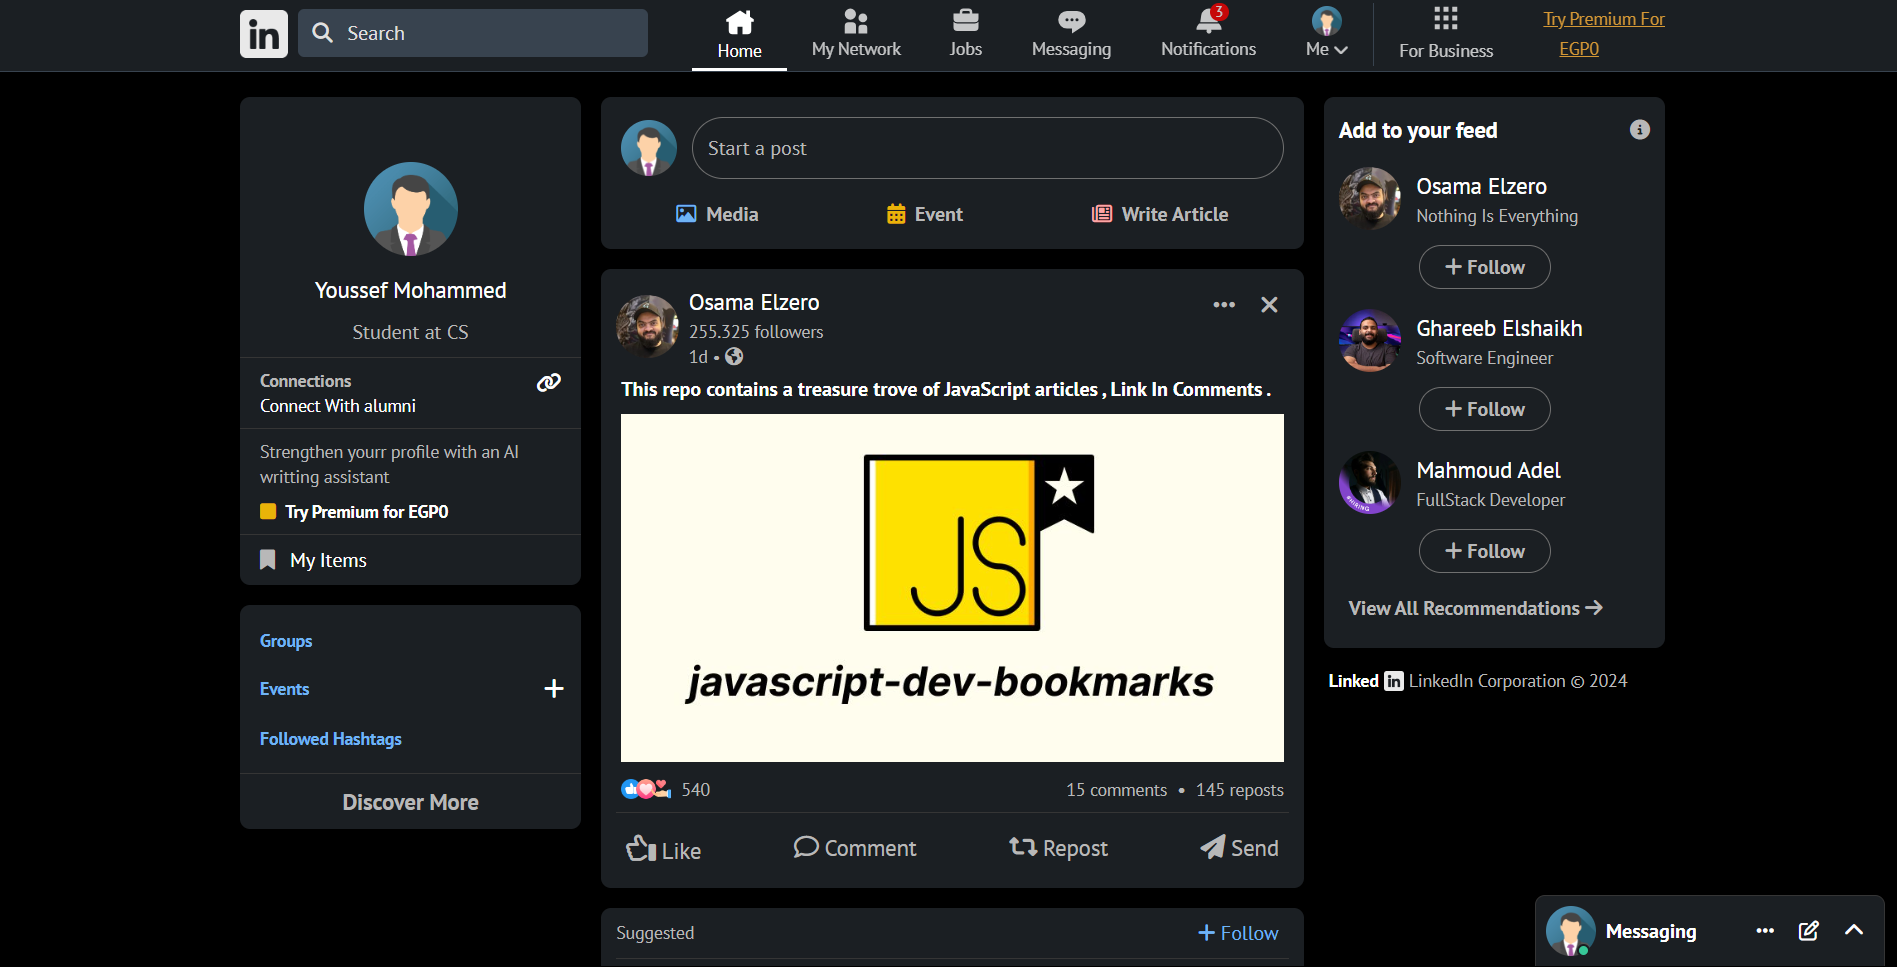 in
Search
Home
My Network
Jobs
Messaging
3
Notifications
Me
For Business
Try Premium For
EGP0
Youssef Mohammed
Student at CS
Connections
Connect With alumni
Strengthen yourr profile with an AI
writting assistant
Try Premium for EGP0
My Items
Groups
Events
Followed Hashtags
Discover More
Start a post
Media
Event
Write Article
Osama Elzero
255.325 followers
1d •
This repo contains a treasure trove of JavaScript articles , Link In Comments .
JS
javascript-dev-bookmarks
540
15 comments • 145 reposts
Like
Comment
Repost
Send
Suggested
+ Follow
Add to your feed
Osama Elzero
Nothing Is Everything
+ Follow
Ghareeb Elshaikh
Software Engineer
+ Follow
Mahmoud Adel
FullStack Developer
#HIRING
+ Follow
View All Recommendations →
Linked in LinkedIn Corporation © 2024
Messaging